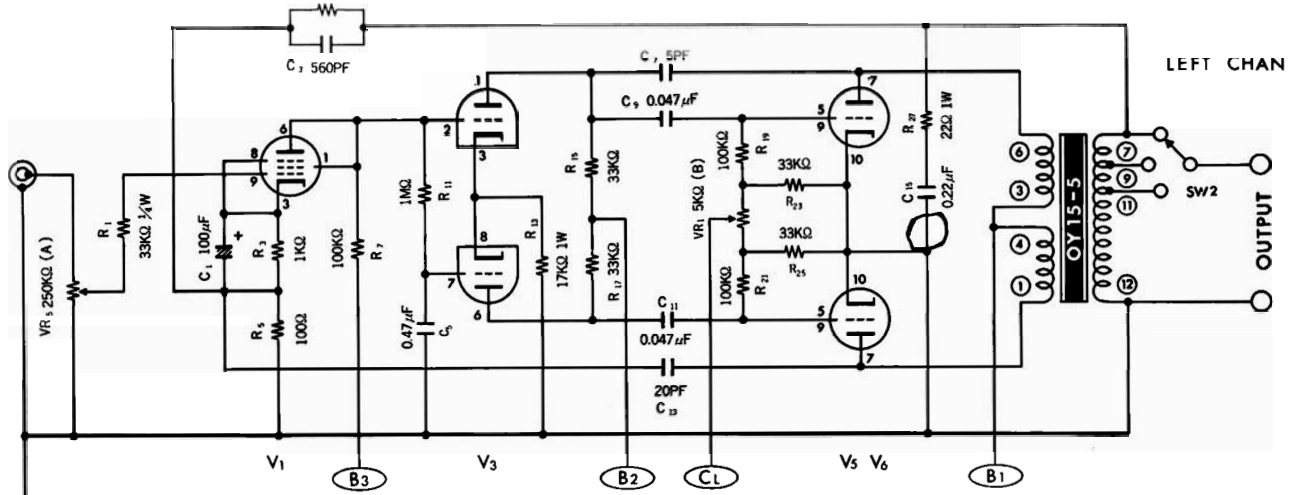 C3 560PF
LEFT CHAN
C7 5PF
C9 0.047µF
R27
22Ω 1W
C15
0.22µF
1
2
3
6
8
9
3
1
7
5
9
10
R1
33KΩ ¼W
VR5 250KΩ (A)
C1 100µF
+
R3
1KΩ
R5
100Ω
100KΩ
R7
1MΩ
R11
0.47µF
C5
8
7
6
R13
17KΩ 1W
R15
33KΩ
R17 33KΩ
100KΩ
R19
33KΩ
R23
VR1 5KΩ (B)
33KΩ
R25
100KΩ
R21
C11
0.047µF
10
5
9
7
20PF
C13
6
3
4
1
OY15-5
7
9
11
12
SW2
OUTPUT
V1
B3
V3
B2
CL
V5 V6
B1